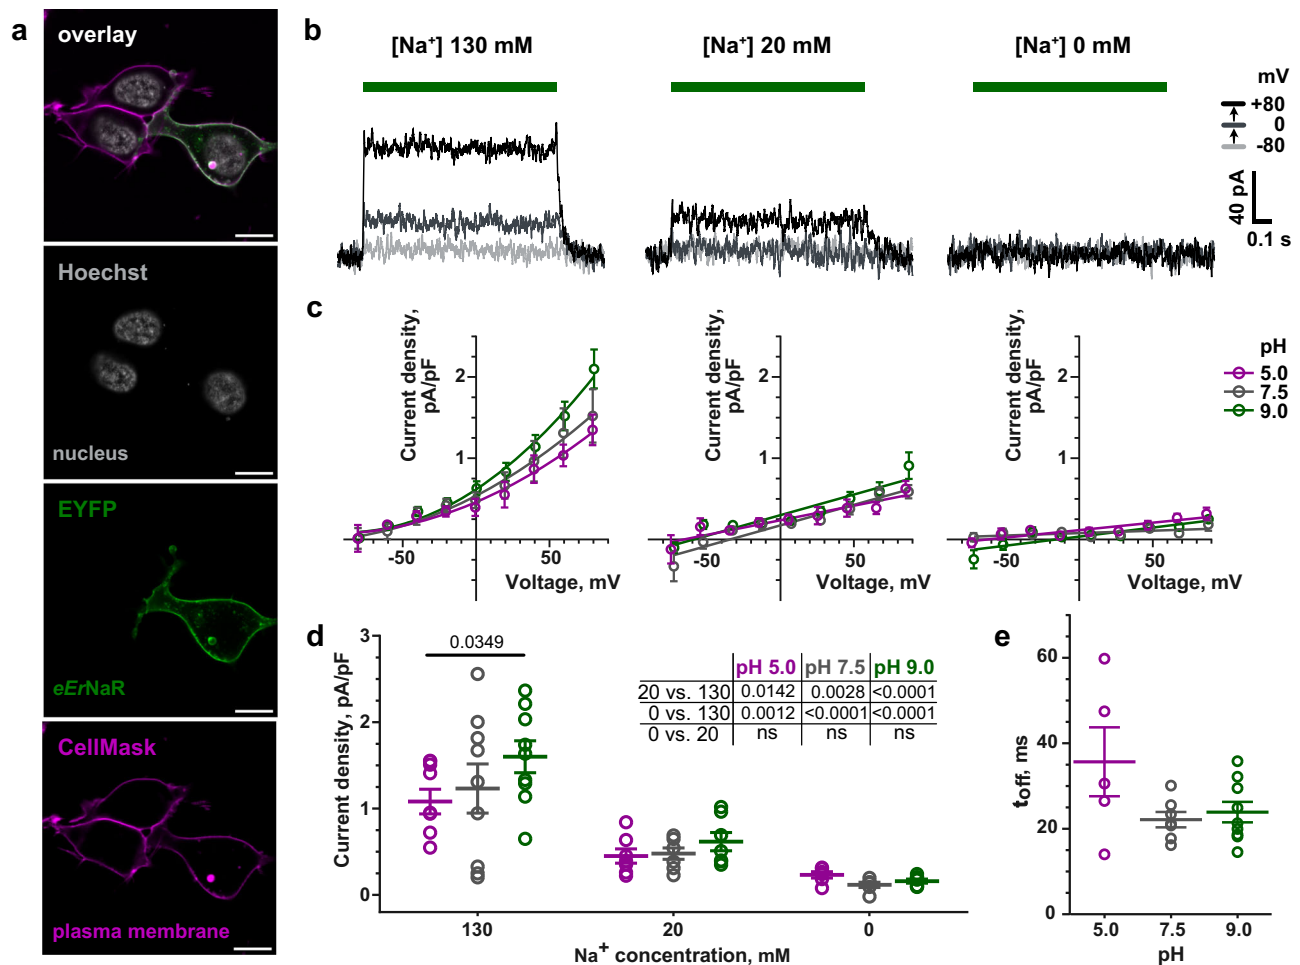 a
overlay
Hoechst
nucleus
EYFP
eErNaR
CellMask
plasma membrane
b
[Na+] 130 mM
[Na+] 20 mM
[Na+] 0 mM
mV
+80
0
-80
40 pA
0.1 s
c
Current density, pA/pF
2
1
-50
50
Voltage, mV
Current density, pA/pF
2
1
-50
50
Voltage, mV
Current density, pA/pF
2
1
-50
50
Voltage, mV
pH
5.0
7.5
9.0
d
Current density, pA/pF
3
2
1
0
0.0349
130
20
0
Na+ concentration, mM
pH 5.0 pH 7.5 pH 9.0
20 vs. 130 0.0142 0.0028 <0.0001
0 vs. 130 0.0012 <0.0001 <0.0001
0 vs. 20 ns ns ns
e
toff, ms
60
40
20
0
5.0 7.5 9.0
pH